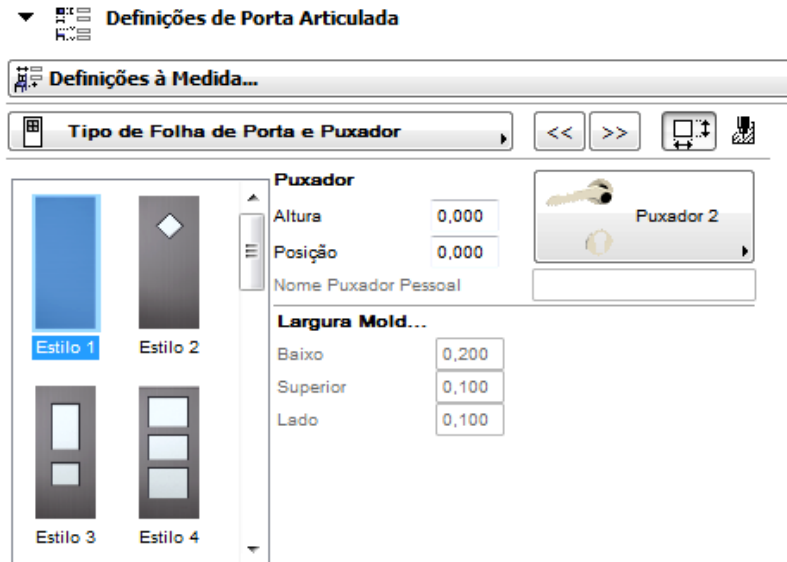 Definições de Porta Articulada
Definições à Medida...
Tipo de Folha de Porta e Puxador
<< >>
Estilo 1
Estilo 2
Estilo 3
Estilo 4
Puxador
Altura 0,000
Posição 0,000
Puxador 2
Nome Puxador Pessoal
Largura Mold...
Baixo 0,200
Superior 0,100
Lado 0,100